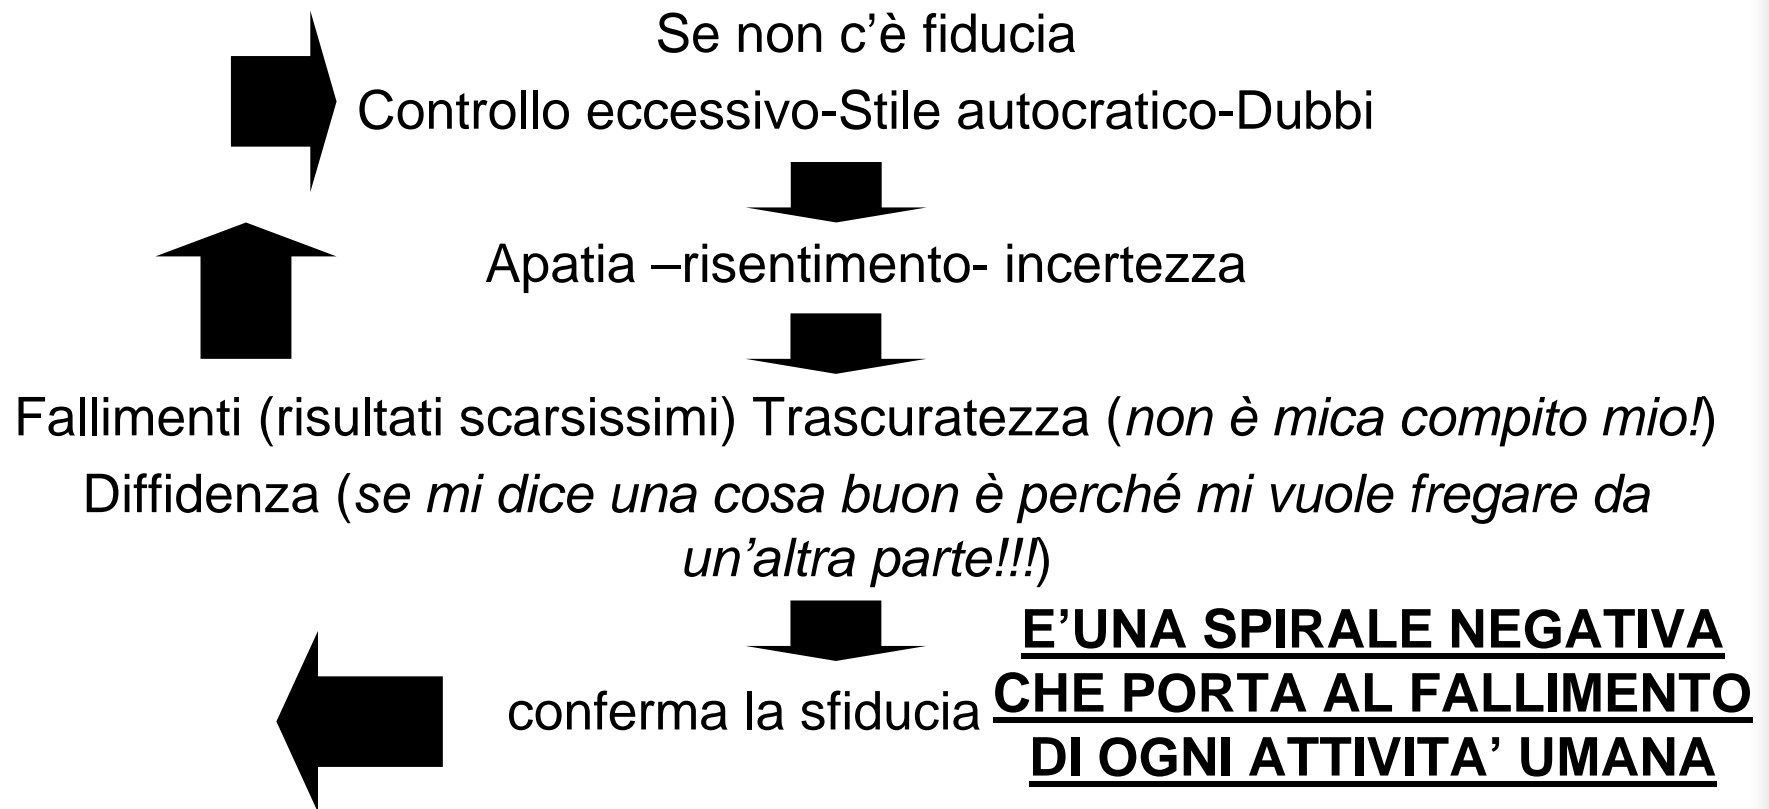 Se non c’è fiducia
Controllo eccessivo-Stile autocratico-Dubbi
Apatia –risentimento- incertezza
Fallimenti (risultati scarsissimi) Trascuratezza (non è mica compito mio!)
Diffidenza (se mi dice una cosa buon è perché mi vuole fregare da
un’altra parte!!!)
conferma la sfiducia
E’UNA SPIRALE NEGATIVA
CHE PORTA AL FALLIMENTO
DI OGNI ATTIVITA’ UMANA